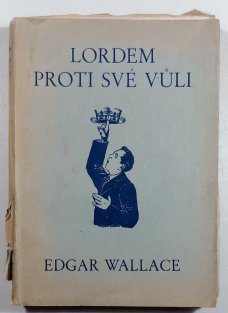 LORDEM
PROTI SVÉ VŮLI
EDGAR WALLACE